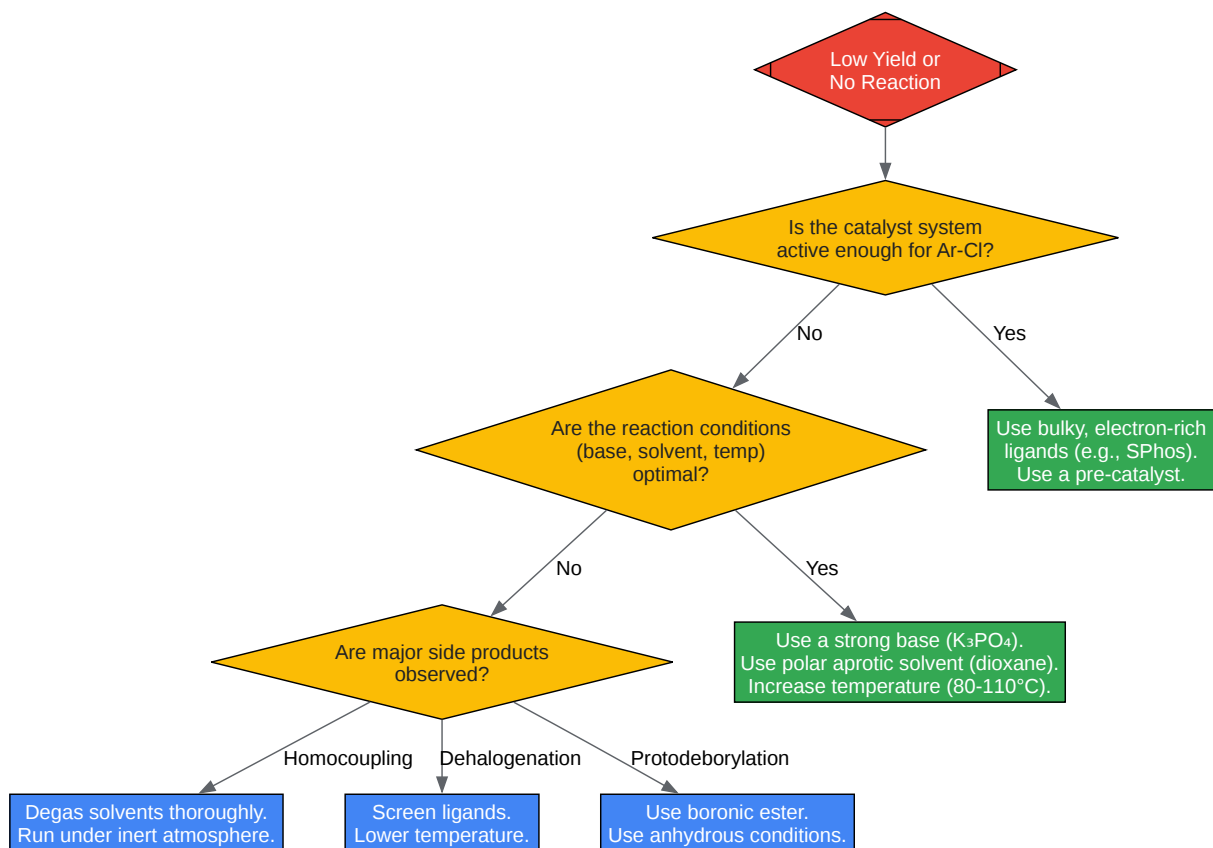 Low Yield or
No Reaction
Is the catalyst system
active enough for Ar-Cl?
No
Yes
Are the reaction conditions
(base, solvent, temp)
optimal?
Use bulky, electron-rich
ligands (e.g., SPhos).
Use a pre-catalyst.
No
Yes
Are major side products
observed?
Use a strong base (K₃PO₄).
Use polar aprotic solvent (dioxane).
Increase temperature (80-110°C).
Homocoupling
Dehalogenation
Protodeborylation
Degas solvents thoroughly.
Run under inert atmosphere.
Screen ligands.
Lower temperature.
Use boronic ester.
Use anhydrous conditions.